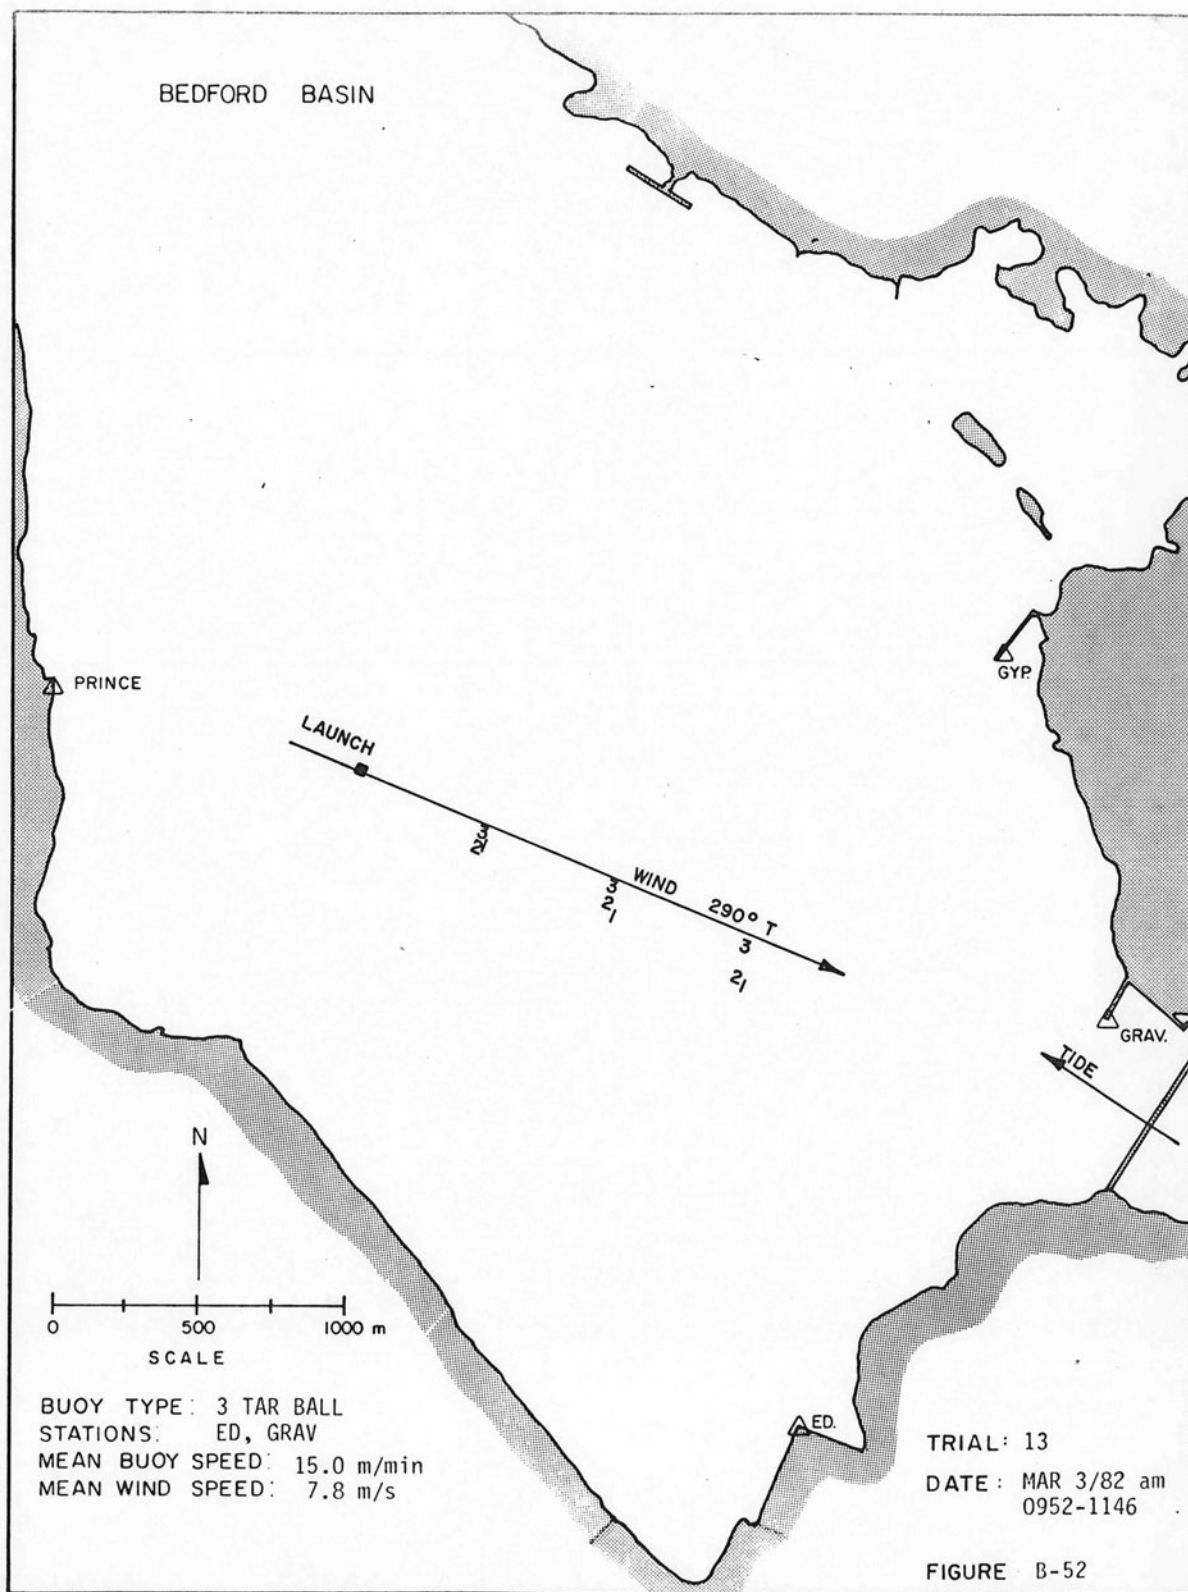 BEDFORD BASIN
PRINCE
GYP.
LAUNCH
3
2
1
WIND 290° T
3
2
1
3
2
1
GRAV.
TIDE
N
0 500 1000 m
SCALE
ED.
BUOY TYPE: 3 TAR BALL
STATIONS: ED, GRAV
MEAN BUOY SPEED: 15.0 m/min
MEAN WIND SPEED: 7.8 m/s
TRIAL: 13
DATE: MAR 3/82 am
0952-1146
FIGURE B-52